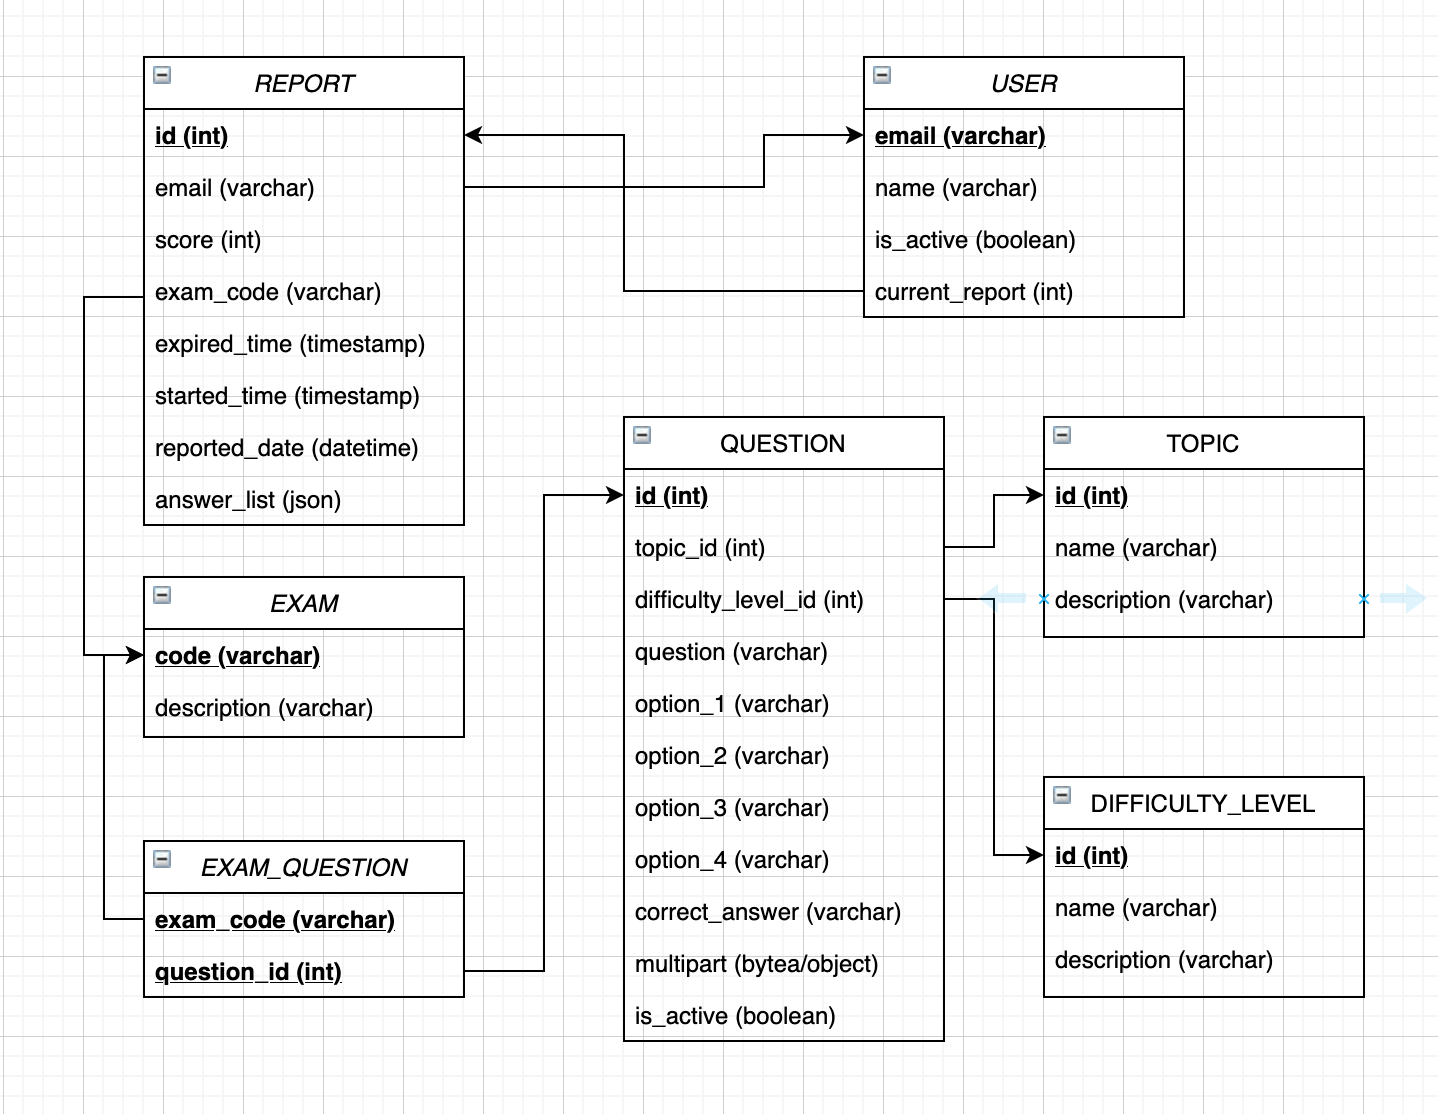 REPORT
id (int)
email (varchar)
score (int)
exam_code (varchar)
expired_time (timestamp)
started_time (timestamp)
reported_date (datetime)
answer_list (json)
USER
email (varchar)
name (varchar)
is_active (boolean)
current_report (int)
EXAM
code (varchar)
description (varchar)
EXAM_QUESTION
exam_code (varchar)
question_id (int)
QUESTION
id (int)
topic_id (int)
difficulty_level_id (int)
question (varchar)
option_1 (varchar)
option_2 (varchar)
option_3 (varchar)
option_4 (varchar)
correct_answer (varchar)
multipart (bytea/object)
is_active (boolean)
TOPIC
id (int)
name (varchar)
description (varchar)
DIFFICULTY_LEVEL
id (int)
name (varchar)
description (varchar)